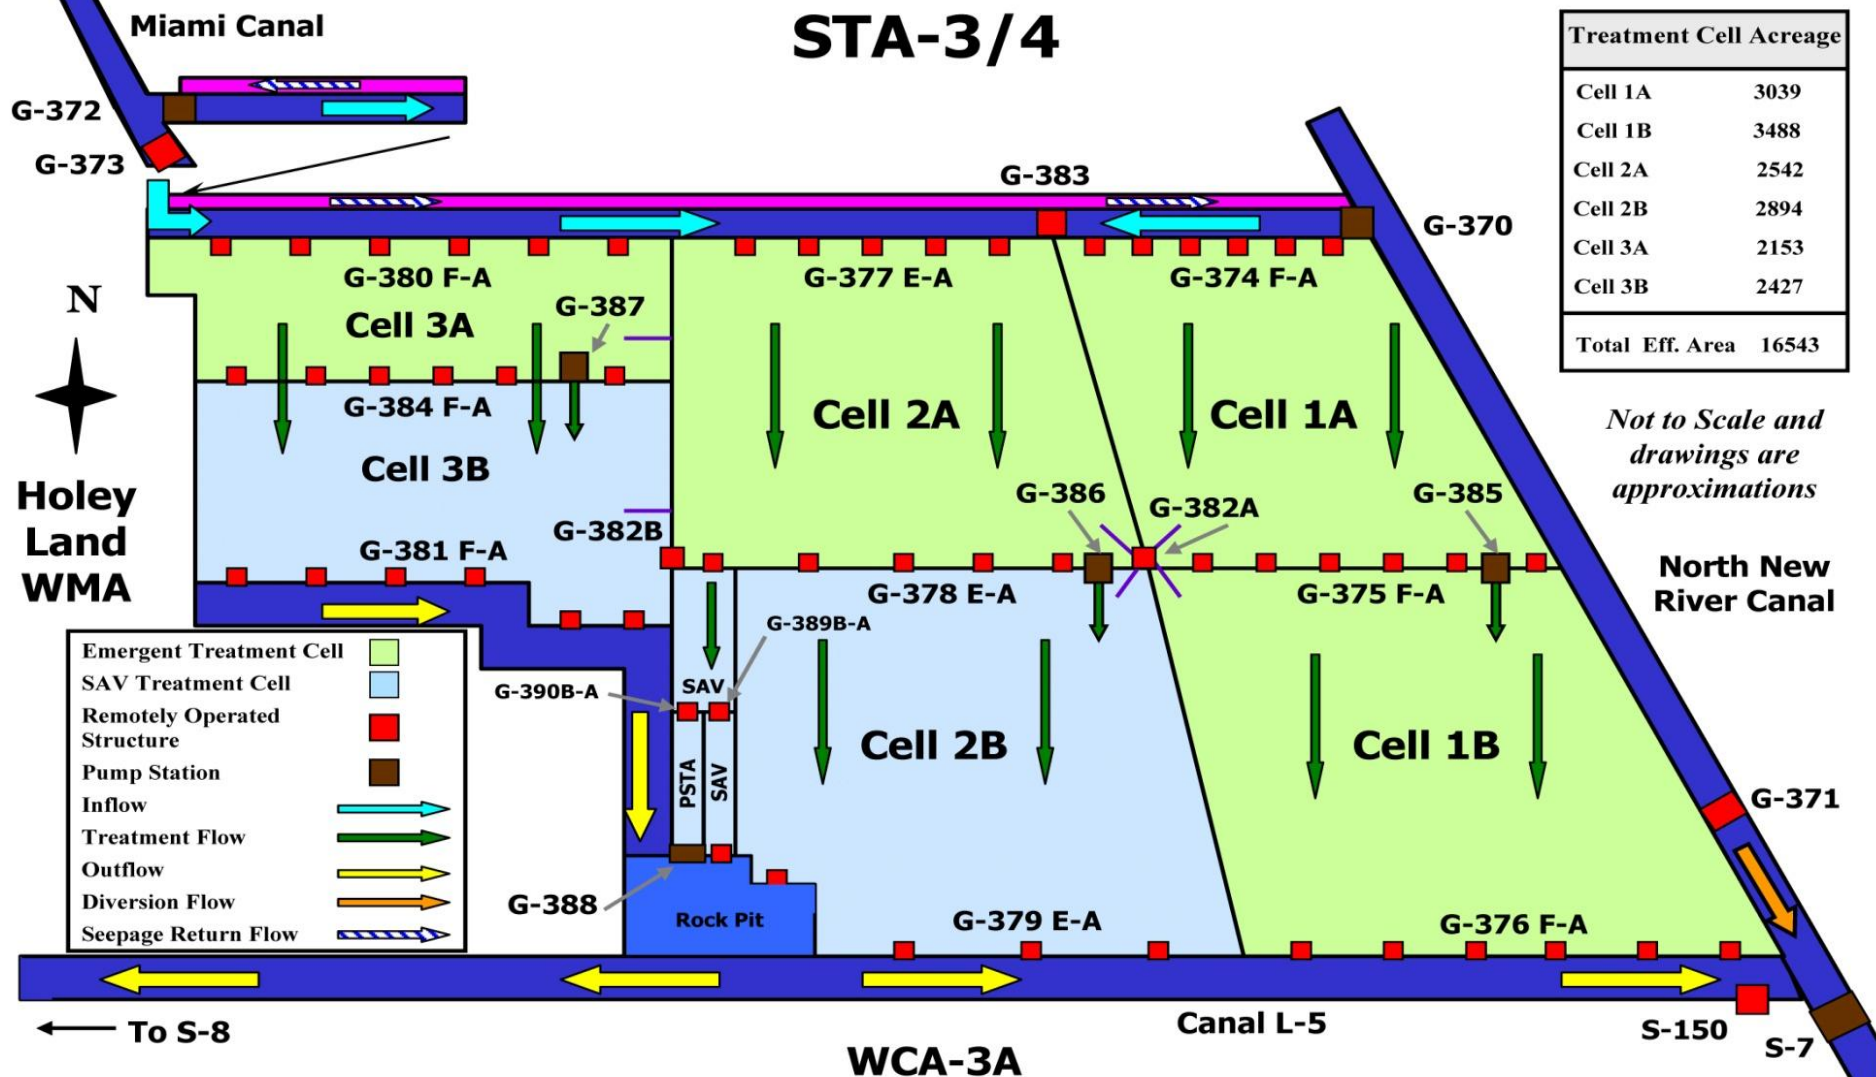 STA-3/4
Miami Canal
G-372
G-373
G-383
G-370
Treatment Cell Acreage
Cell 1A 3039
Cell 1B 3488
Cell 2A 2542
Cell 2B 2894
Cell 3A 2153
Cell 3B 2427
Total Eff. Area 16543
Not to Scale and
drawings are
approximations
N
G-380 F-A
G-377 E-A
G-374 F-A
G-387
Cell 3A
G-384 F-A
Cell 2A
Cell 1A
Cell 3B
Holey
Land
WMA
G-386
G-382A
G-385
G-382B
G-381 F-A
G-378 E-A
G-375 F-A
North New
River Canal
G-389B-A
G-390B-A
SAV
PSTA
SAV
Cell 2B
Cell 1B
G-371
Emergent Treatment Cell
SAV Treatment Cell
Remotely Operated
Structure
Pump Station
Inflow
Treatment Flow
Outflow
Diversion Flow
Seepage Return Flow
G-388
Rock Pit
G-379 E-A
G-376 F-A
To S-8
Canal L-5
S-150
S-7
WCA-3A